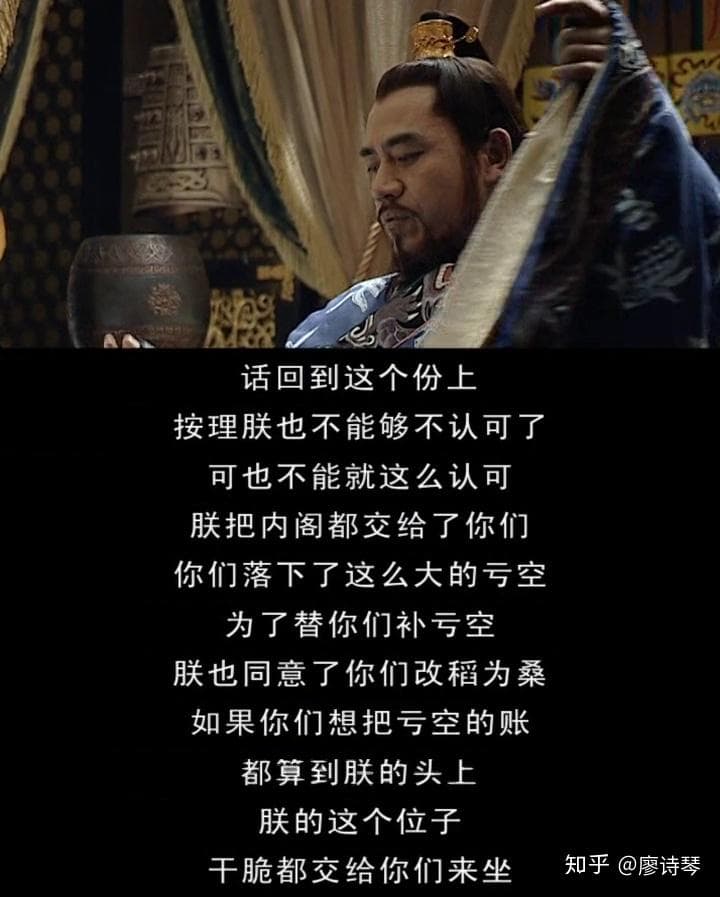 话回到这个份上
按理朕也不能够不认可了
可也不能就这么认可
朕把内阁都交给了你们
你们落下了这么大的亏空
为了替你们补亏空
朕也同意了你们改稻为桑
如果你们想把亏空的账
都算到朕的头上
朕的这个位子
干脆都交给你们来坐
知乎 @廖诗琴